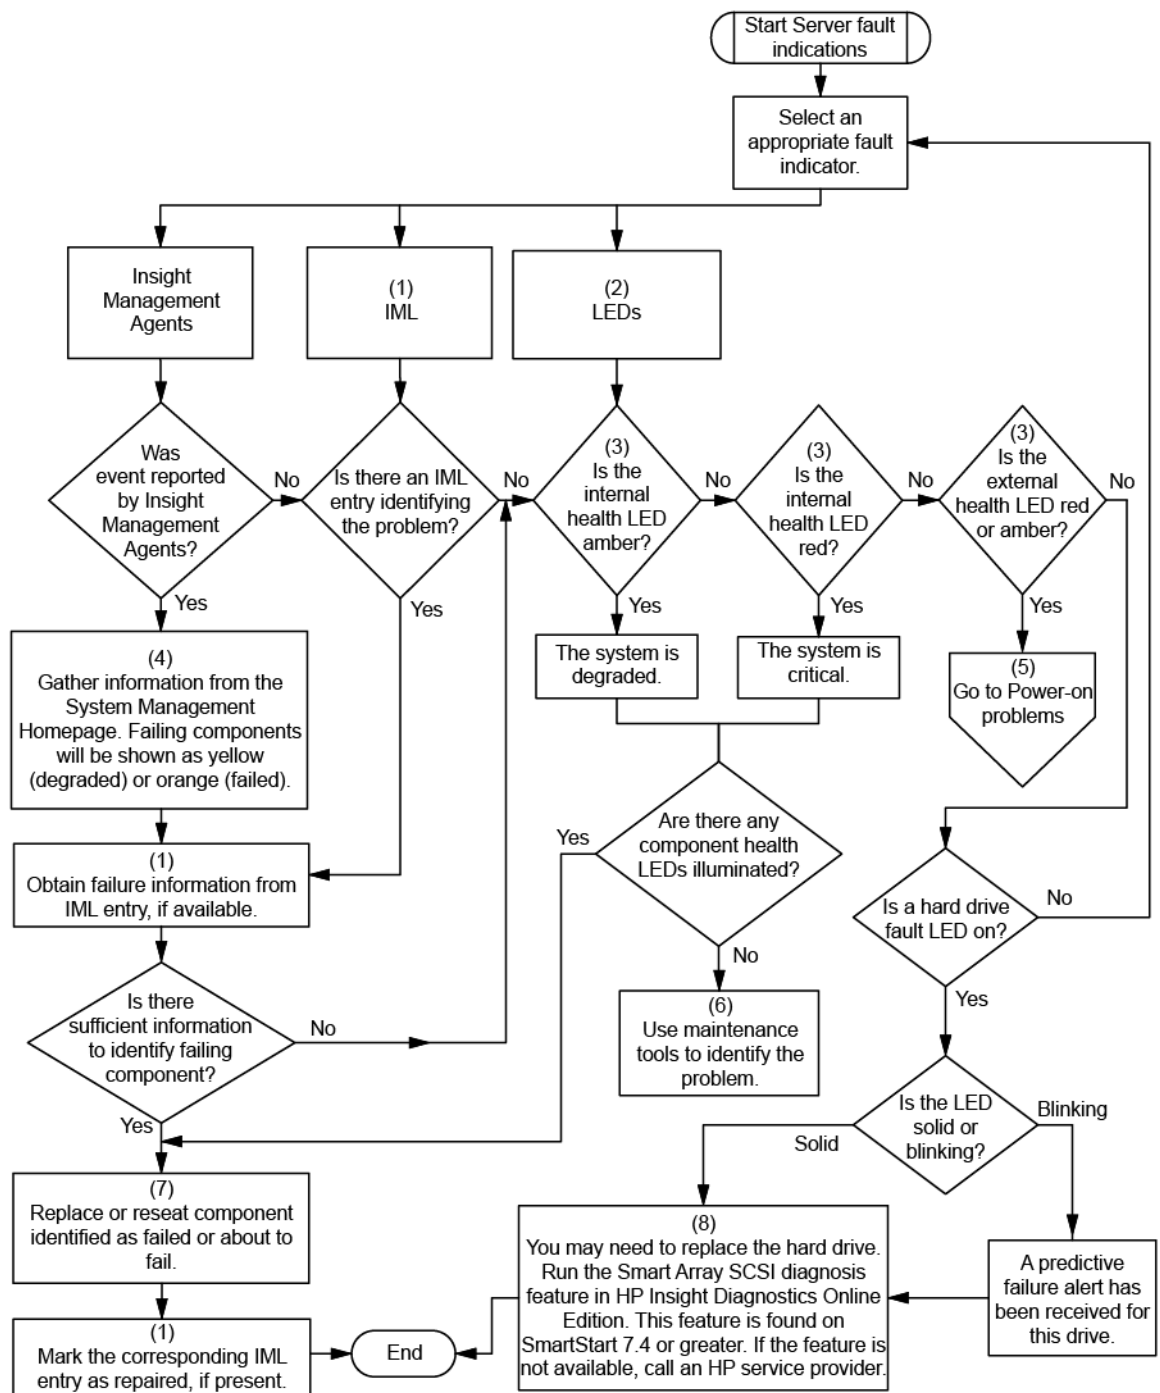 Start Server fault
indications
Select an
appropriate fault
indicator.
Insight
Management
Agents
(1)
IML
(2)
LEDs
Was
event reported
by Insight
Management
Agents?
No
Is there an IML
entry identifying
the problem?
No
(3)
Is the
internal
health LED
amber?
No
(3)
Is the
internal
health LED
red?
No
(3)
Is the
external
health LED red
or amber?
No
Yes
Yes
Yes
Yes
Yes
(4)
Gather information from the
System Management
Homepage. Failing components
will be shown as yellow
(degraded) or orange (failed).
The system is
degraded.
The system is
critical.
(5)
Go to Power-on
problems
(1)
Obtain failure information from
IML entry, if available.
Yes
Are there any
component health
LEDs illuminated?
No
Is a hard drive
fault LED on?
No
Yes
Is there
sufficient information
to identify failing
component?
No
(6)
Use maintenance
tools to identify the
problem.
Yes
Is the LED
solid or
blinking?
Blinking
Solid
(7)
Replace or reseat component
identified as failed or about to
fail.
(8)
You may need to replace the hard drive.
Run the Smart Array SCSI diagnosis
feature in HP Insight Diagnostics Online
Edition. This feature is found on
SmartStart 7.4 or greater. If the feature is
not available, call an HP service provider.
A predictive
failure alert has
been received for
this drive.
(1)
Mark the corresponding IML
entry as repaired, if present.
End